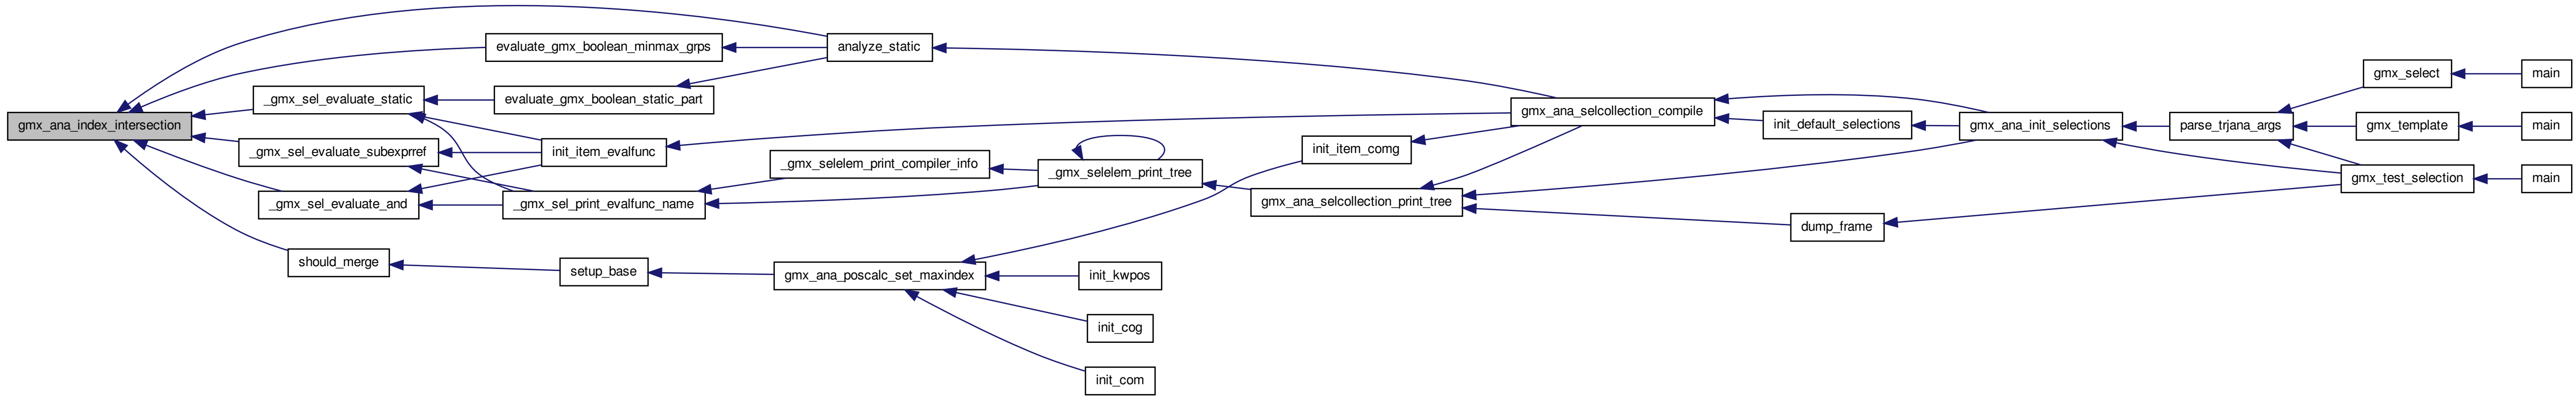 gmx_ana_index_intersection
evaluate_gmx_boolean_minmax_grps
analyze_static
_gmx_sel_evaluate_static
evaluate_gmx_boolean_static_part
_gmx_sel_evaluate_subexprref
init_item_evalfunc
_gmx_sel_evaluate_and
_gmx_sel_print_evalfunc_name
should_merge
setup_base
_gmx_selelem_print_compiler_info
_gmx_selelem_print_tree
gmx_ana_poscalc_set_maxindex
init_kwpos
init_cog
init_com
init_item_comg
gmx_ana_selcollection_print_tree
gmx_ana_selcollection_compile
init_default_selections
dump_frame
gmx_ana_init_selections
parse_trjana_args
gmx_select
main
gmx_template
main
gmx_test_selection
main